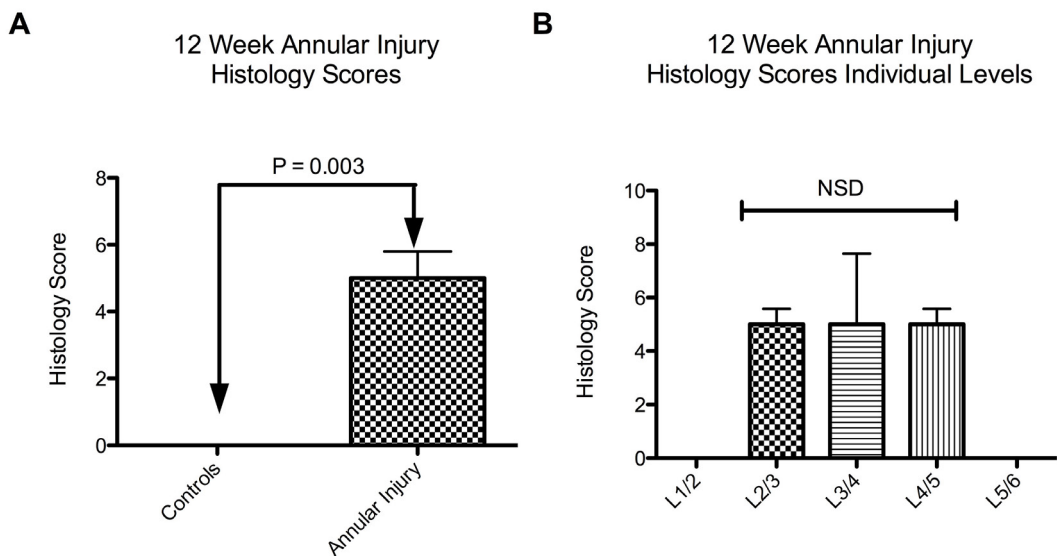 A
12 Week Annular Injury
Histology Scores
P = 0.003
8
6
4
2
0
Histology Score
Controls
Annular Injury
B
12 Week Annular Injury
Histology Scores Individual Levels
NSD
10
8
6
4
2
0
Histology Score
L1/2
L2/3
L3/4
L4/5
L5/6